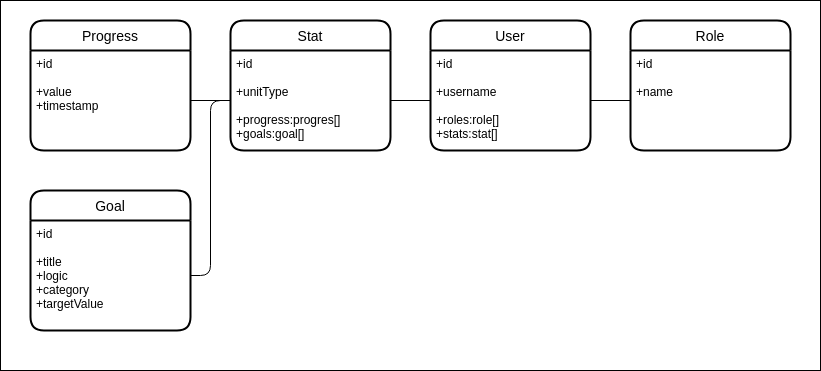 Progress
+id
+value
+timestamp
Stat
+id
+unitType
+progress:progres[]
+goals:goal[]
User
+id
+username
+roles:role[]
+stats:stat[]
Role
+id
+name
Goal
+id
+title
+logic
+category
+targetValue